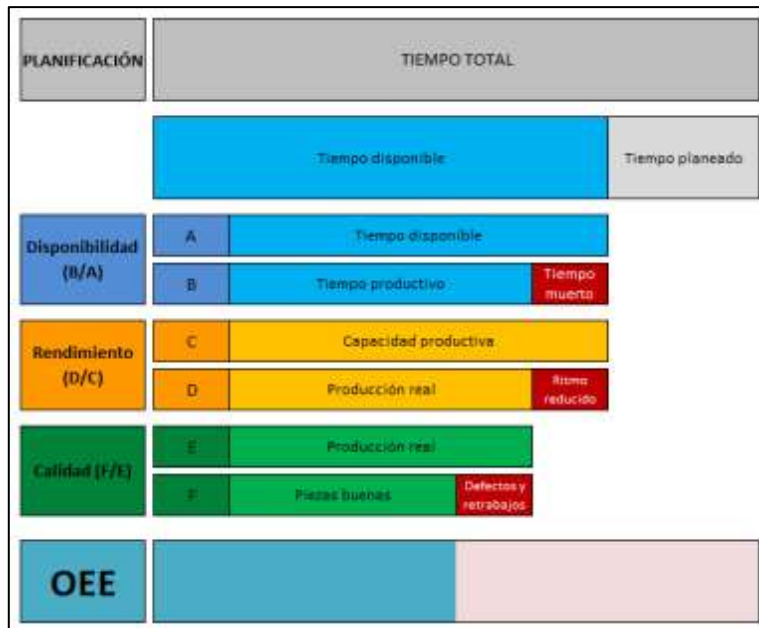 PLANIFICACIÓN
TIEMPO TOTAL
Tiempo disponible
Tiempo planeado
Disponibilidad
(B/A)
A
Tiempo disponible
B
Tiempo productivo
Tiempo
muerto
Rendimiento
(D/C)
C
Capacidad productiva
D
Producción real
Ritmo
reducido
Calidad (F/E)
E
Producción real
F
Piezas buenas
Defectos y
retrabajos
OEE